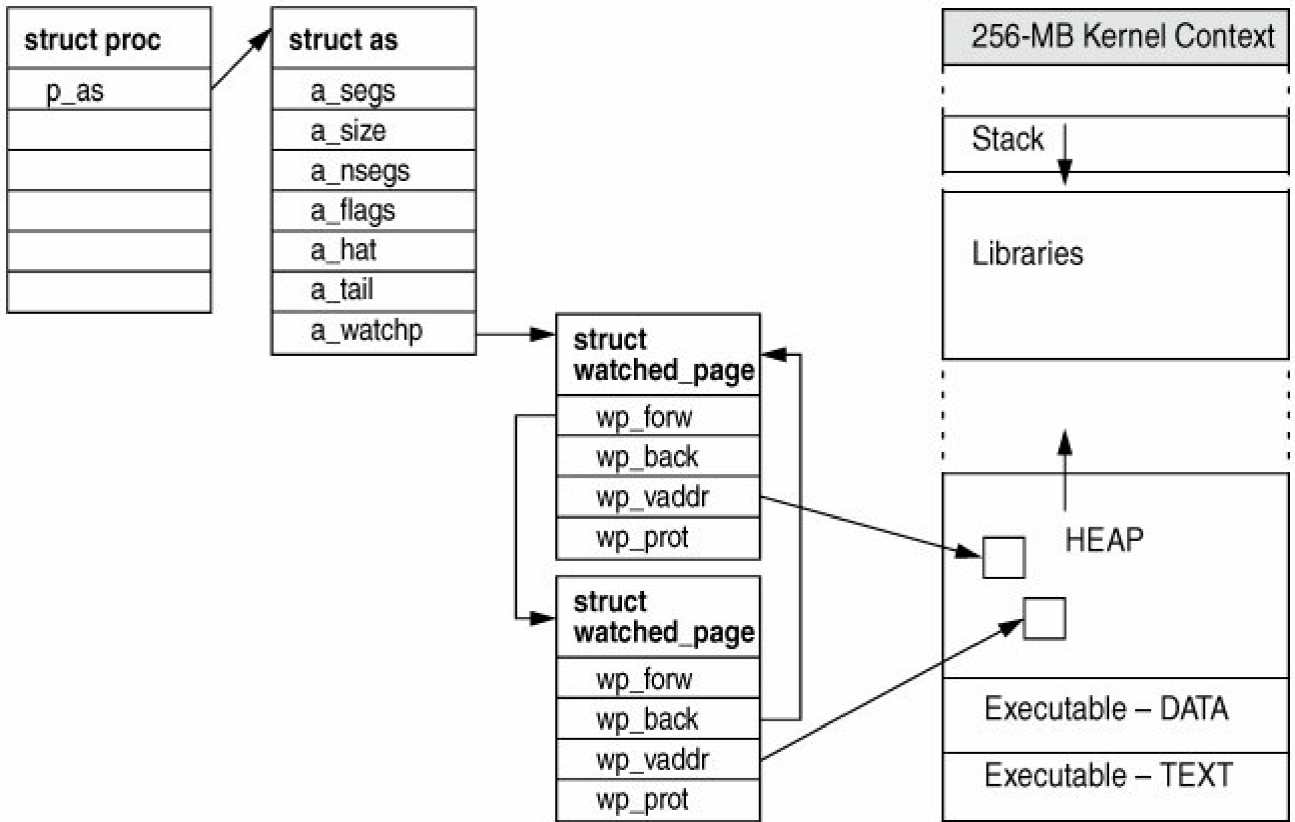 struct proc
p_as
struct as
a_segs
a_size
a_nsegs
a_flags
a_hat
a_tail
a_watchp
struct
watched_page
wp_forw
wp_back
wp_vaddr
wp_prot
struct
watched_page
wp_forw
wp_back
wp_vaddr
wp_prot
256-MB Kernel Context
Stack
Libraries
HEAP
Executable – DATA
Executable – TEXT